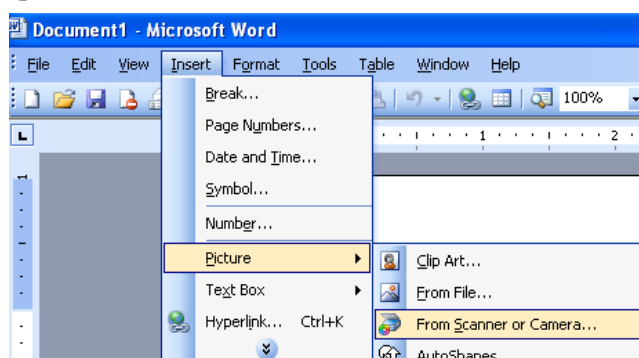 Document1 - Microsoft Word
File Edit View Insert Format Tools Table Window Help
100%
Break...
Page Numbers...
L 1 2
Date and Time...
1
Symbol...
Number...
Picture
Clip Art...
Text Box
From File...
Hyperlink... Ctrl+K
From Scanner or Camera...
AutoShapes